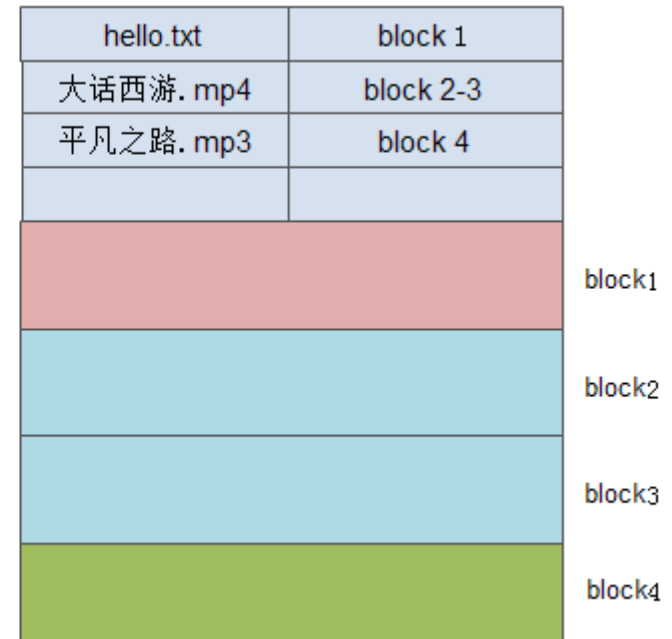 hello.txt block 1
大话西游. mp4 block 2-3
平凡之路. mp3 block 4
block1
block2
block3
block4